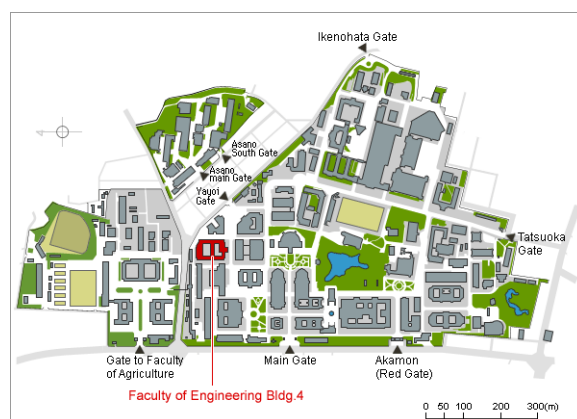 Ikenohata Gate
Asano
South Gate
Asano
main Gate
Yayoi
Gate
4
Tatsuoka
Gate
Gate to Faculty
of Agriculture
Main Gate
Akamon
(Red Gate)
Faculty of Engineering Bldg.4
0 50 100 200 300(m)